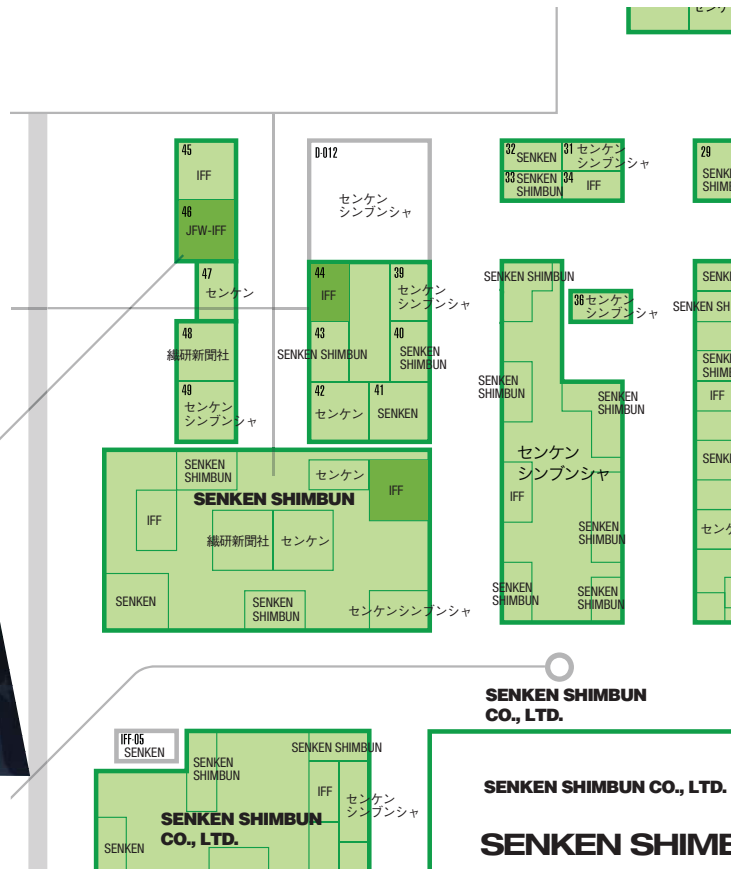 45
IFF
46
JFW-IFF
47
センケン
48
繊研新聞社
49
センケン
シンブンシャ
D-012
センケン
シンブンシャ
44
IFF
39
センケン
シンブンシャ
43
SENKEN SHIMBUN
40
SENKEN
SHIMBUN
42
センケン
41
SENKEN
32
SENKEN
31
センケン
シンブンシャ
33
SENKEN
SHIMBUN
34
IFF
29
SENKEN SHIMBUN
36
センケン
シンブンシャ
SENKEN
SHIMBUN
SENKEN
SHIMBUN
センケン
シンブンシャ
IFF
SENKEN
SHIMBUN
SENKEN
SHIMBUN
SENKEN
SHIMBUN
IFF
SENKEN
SHIMBUN
センケン
IFF
SENKEN SHIMBUN
IFF
繊研新聞社
センケン
SENKEN
SENKEN
SHIMBUN
センケンシンブンシャ
SENKEN SHIMBUN
CO., LTD.
IFF-05
SENKEN
SENKEN
SHIMBUN
SENKEN SHIMBUN
IFF
センケン
シンブンシャ
SENKEN SHIMBUN
CO., LTD.
SENKEN
SENKEN SHIMBUN CO., LTD.
SENKEN